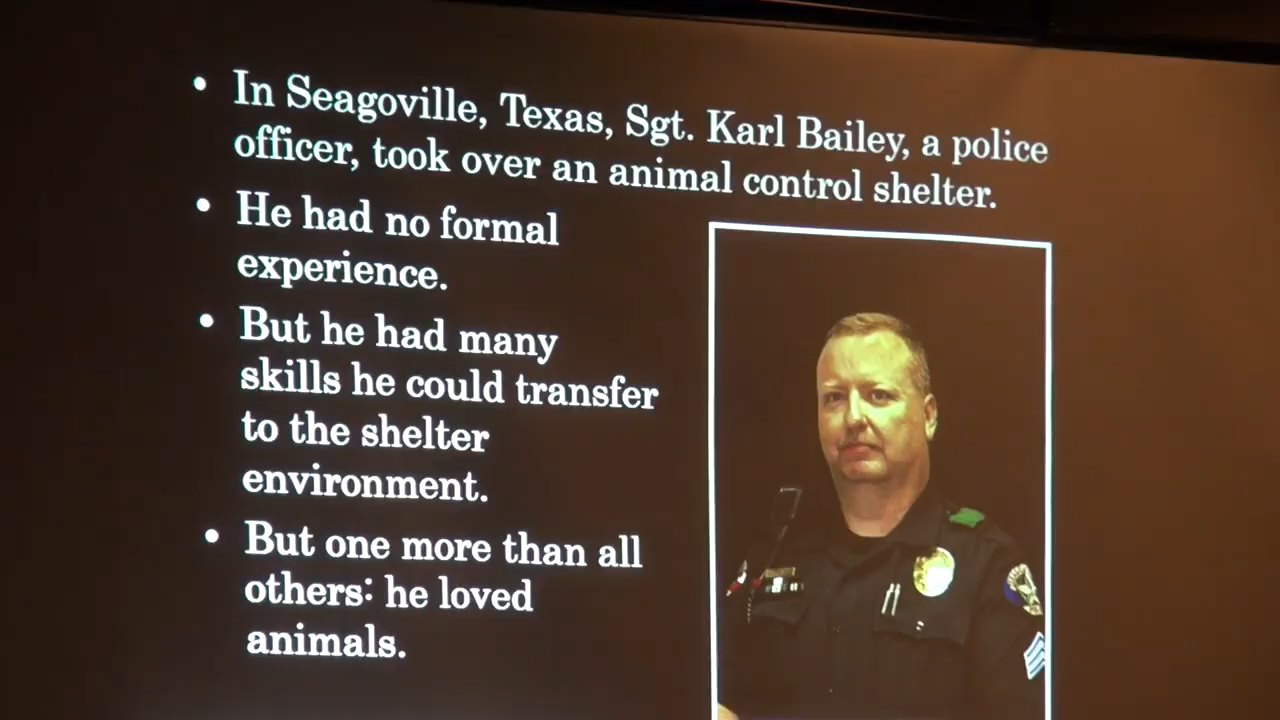 • In Seagoville, Texas, Sgt. Karl Bailey, a police
officer, took over an animal control shelter.
• He had no formal
experience.
• But he had many
skills he could transfer
to the shelter
environment.
• But one more than all
others: he loved
animals.